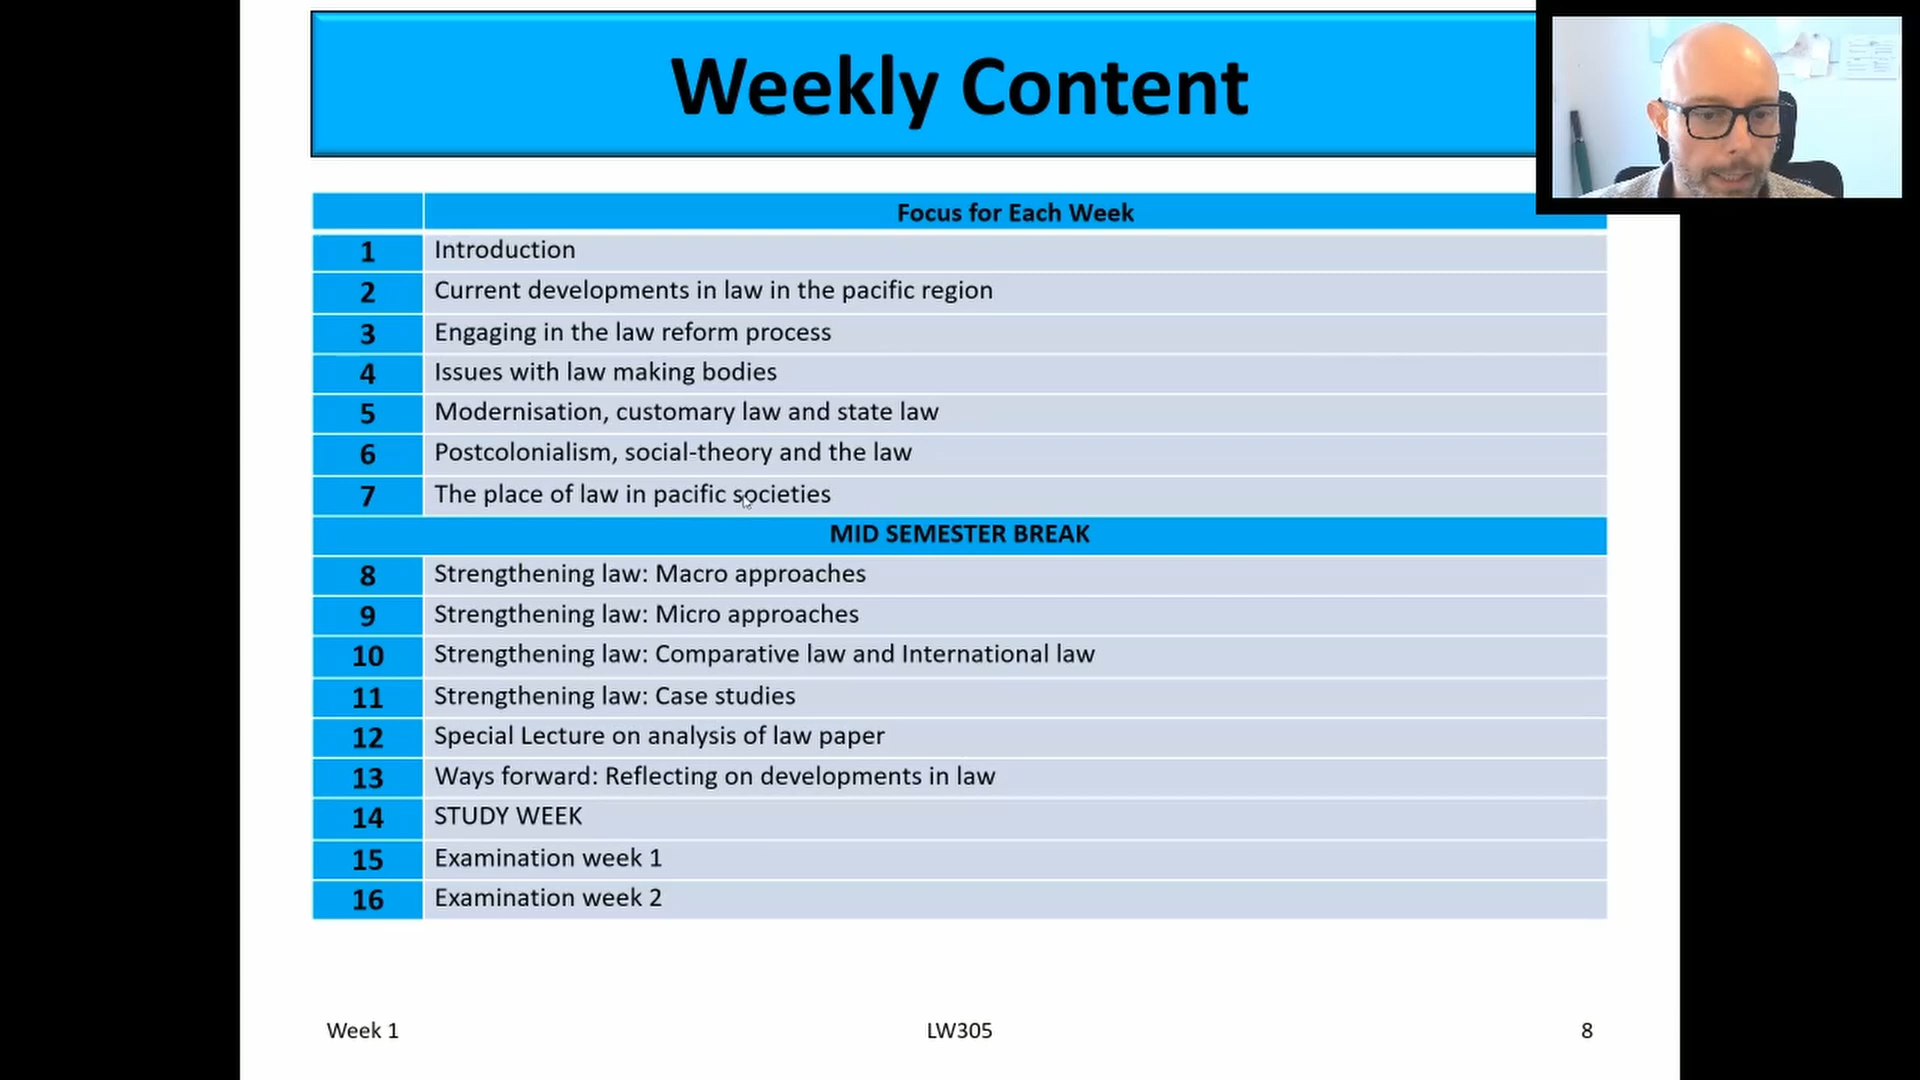 Weekly Content
Focus for Each Week
1 Introduction
2 Current developments in law in the pacific region
3 Engaging in the law reform process
4 Issues with law making bodies
5 Modernisation, customary law and state law
6 Postcolonialism, social-theory and the law
7 The place of law in pacific societies
MID SEMESTER BREAK
8 Strengthening law: Macro approaches
9 Strengthening law: Micro approaches
10 Strengthening law: Comparative law and International law
11 Strengthening law: Case studies
12 Special Lecture on analysis of law paper
13 Ways forward: Reflecting on developments in law
14 STUDY WEEK
15 Examination week 1
16 Examination week 2
Week 1 LW305 8